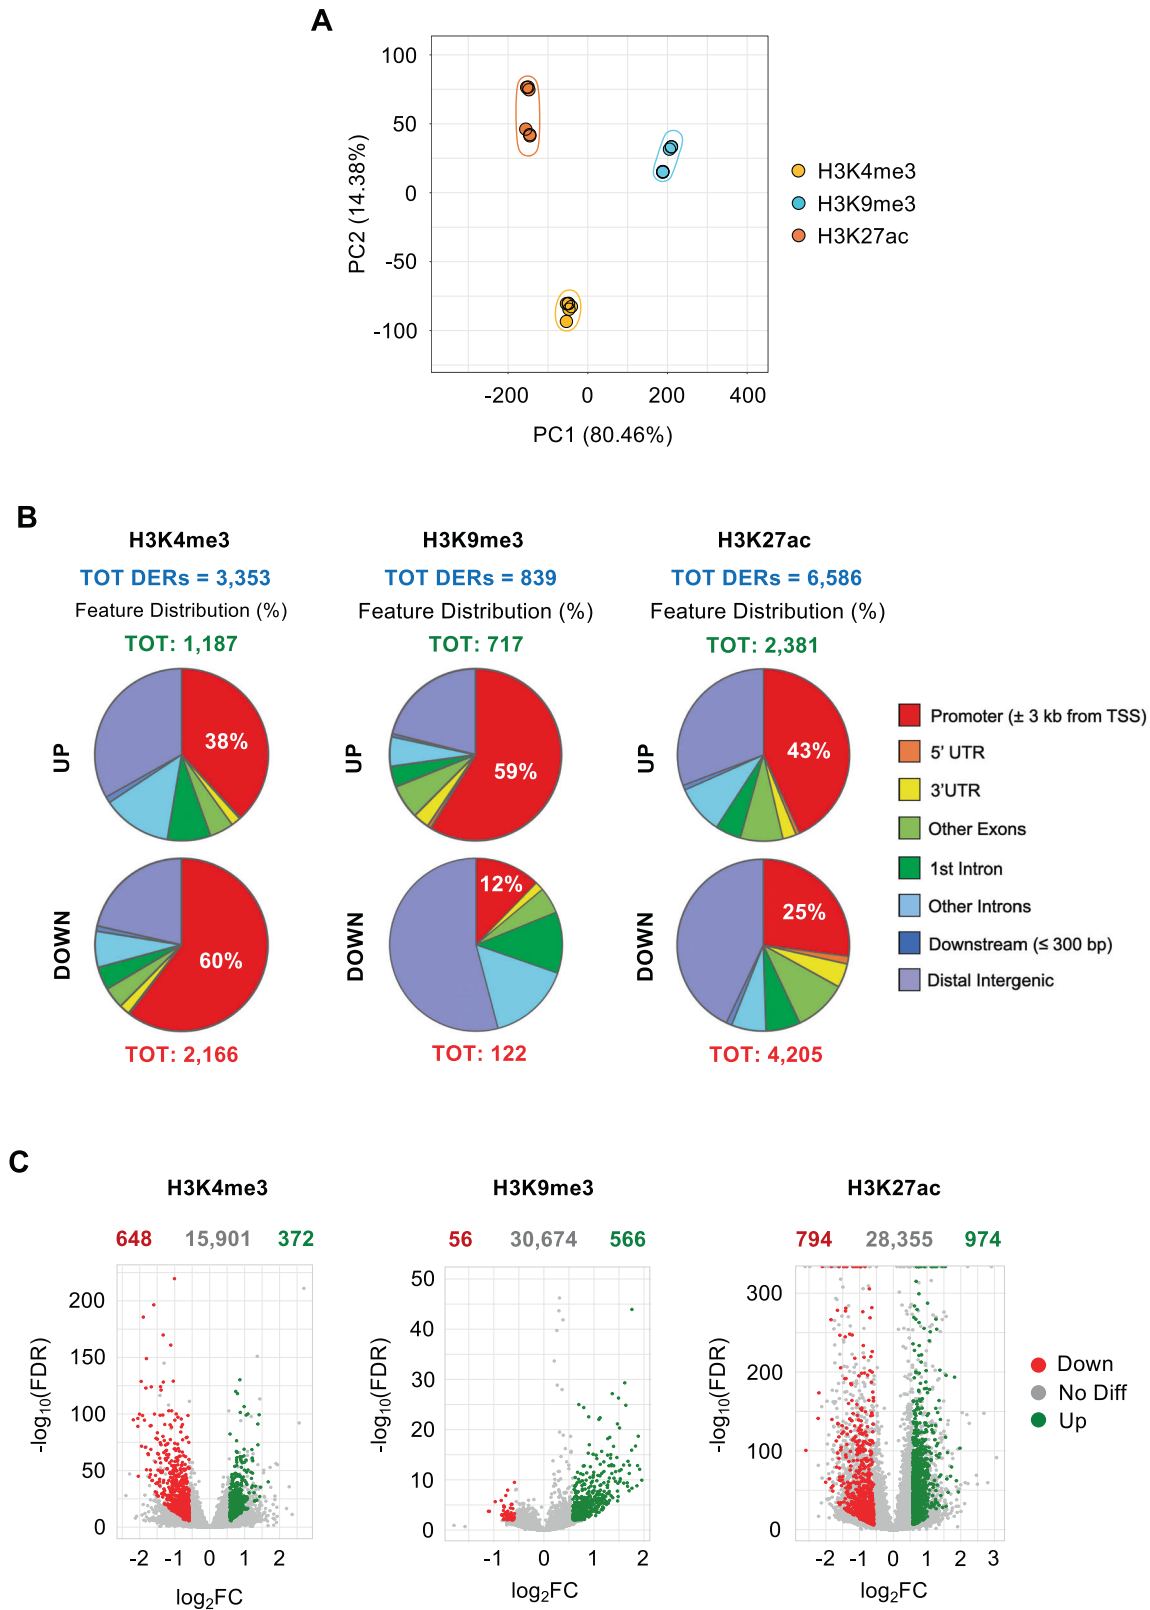 A
100
50
0
-50
-100
PC2 (14.38%)
-200 0 200 400
PC1 (80.46%)
H3K4me3
H3K9me3
H3K27ac
B
H3K4me3 H3K9me3 H3K27ac
TOT DERs = 3,353 TOT DERs = 839 TOT DERs = 6,586
Feature Distribution (%) Feature Distribution (%) Feature Distribution (%)
TOT: 1,187 TOT: 717 TOT: 2,381
UP 38% UP 59% UP 43%
DOWN 60% DOWN 12% DOWN 25%
TOT: 2,166 TOT: 122 TOT: 4,205
Promoter (± 3 kb from TSS)
5' UTR
3'UTR
Other Exons
1st Intron
Other Introns
Downstream (≤ 300 bp)
Distal Intergenic
C
H3K4me3 H3K9me3 H3K27ac
648 15,901 372 56 30,674 566 794 28,355 974
200
150
100
50
0
-log10(FDR)
-2 -1 0 1 2
log2FC
50
40
30
20
10
0
-log10(FDR)
-1 0 1 2
log2FC
300
200
100
0
-log10(FDR)
-2 -1 0 1 2 3
log2FC
Down
No Diff
Up